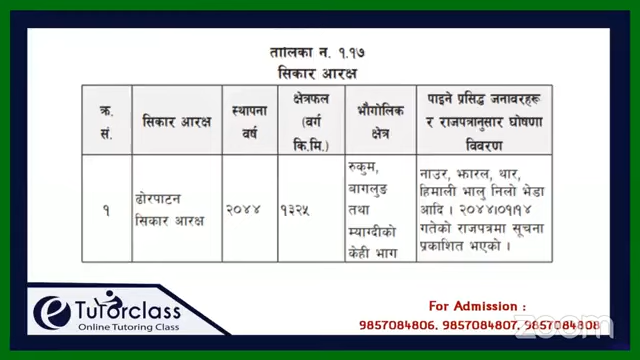 तालिका न. १.१७
सिकार आरक्ष
क्र. सं.
सिकार आरक्ष
स्थापना वर्ष
क्षेत्रफल (वर्ग कि.मि.)
भौगोलिक क्षेत्र
पाइने प्रसिद्ध जनावरहरू र राजपत्रानुसार घोषणा विवरण
१
ढोरपाटन
सिकार आरक्ष
२०४४
१३२५
रुकुम,
बागलुङ
तथा
म्याग्दीको
केही भाग
नाउर, झारल, थार,
हिमाली भालु निलो भेडा
आदि । २०४४।०१।१४
गतेको राजपत्रमा सूचना
प्रकाशित भएको ।
e Tutorclass
Online Tutoring Class
For Admission :
9857084806, 9857084807, 9857084808
zoom